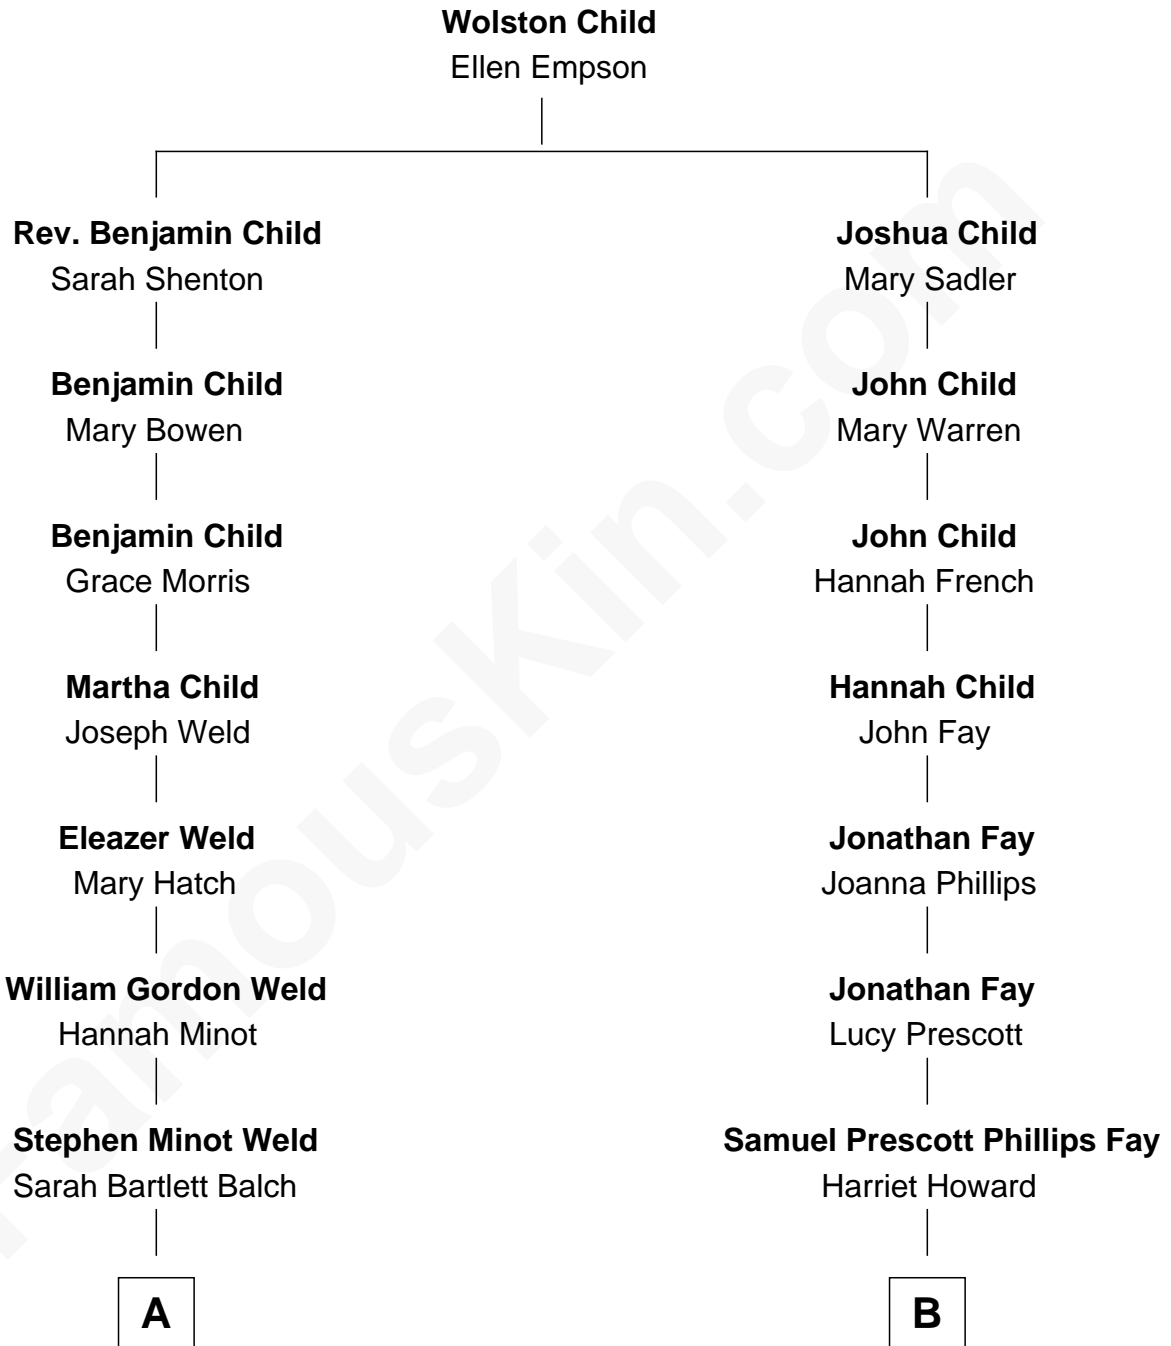 Wolston Child
Ellen Empson
Rev. Benjamin Child
Sarah Shenton
Joshua Child
Mary Sadler
Benjamin Child
Mary Bowen
John Child
Mary Warren
Benjamin Child
Grace Morris
John Child
Hannah French
Martha Child
Joseph Weld
Hannah Child
John Fay
Eleazer Weld
Mary Hatch
Jonathan Fay
Joanna Phillips
William Gordon Weld
Hannah Minot
Jonathan Fay
Lucy Prescott
Stephen Minot Weld
Sarah Bartlett Balch
Samuel Prescott Phillips Fay
Harriet Howard
A
B
FamousKin.com